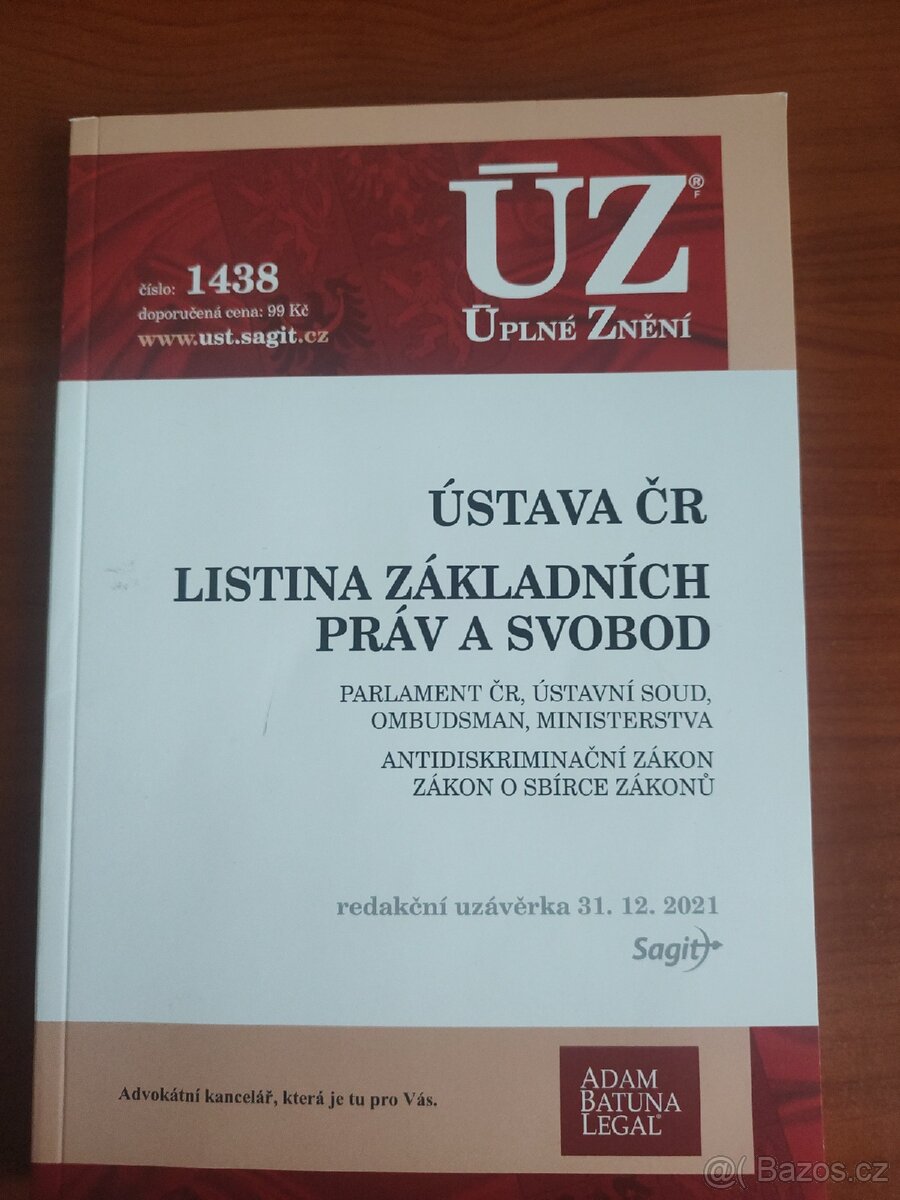 ŪZ®
F
číslo: 1438
doporučená cena: 99 Kč
www.ust.sagit.cz
ŪPLNÉ ZNĚNÍ
ÚSTAVA ČR
LISTINA ZÁKLADNÍCH
PRÁV A SVOBOD
PARLAMENT ČR, ÚSTAVNÍ SOUD,
OMBUDSMAN, MINISTERSTVA
ANTIDISKRIMINAČNÍ ZÁKON
ZÁKON O SBÍRCE ZÁKONŮ
redakční uzávěrka 31. 12. 2021
Sagit
Advokátní kancelář, která je tu pro Vás.
ADAM
BATUNA
LEGAL®
@( Bazos.cz